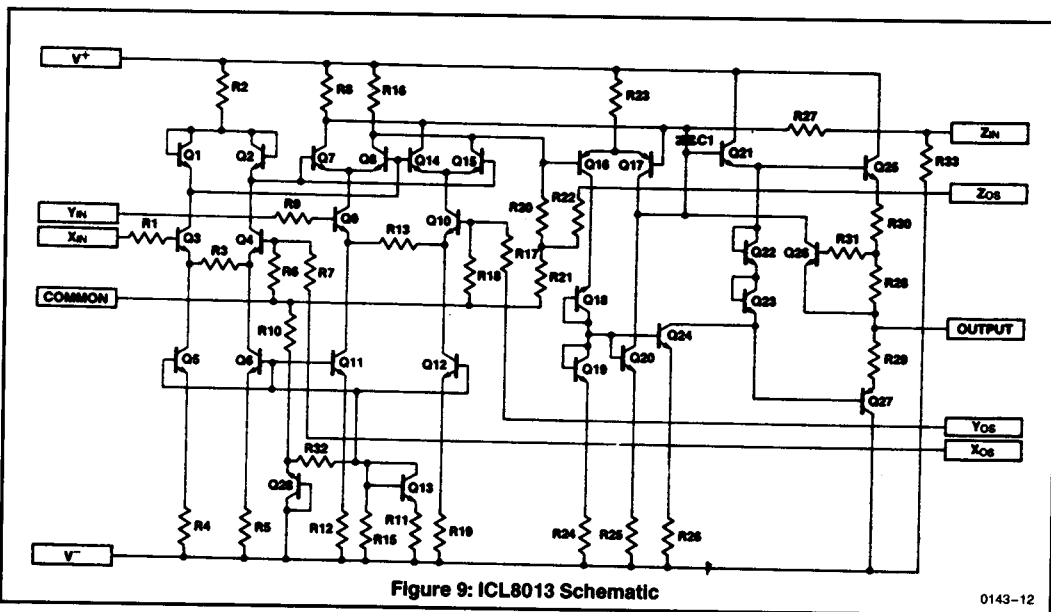 V+
R2
R8
R16
R23
R27
ZIN
Q1
Q2
Q7
Q8
Q14
Q15
Q16
Q17
Q21
Q25
R33
ZOS
YIN
R9
Q9
Q10
R20
R22
R30
XIN
R1
Q3
Q4
R3
R6
R7
R13
R18
R17
R21
Q22
Q26
R31
R28
COMMON
R10
Q18
Q23
Q24
OUTPUT
Q5
Q6
Q11
Q12
Q19
Q20
R29
Q27
YOS
XOS
R32
Q28
Q13
R4
R5
R12
R15
R11
R19
R24
R25
R26
V−
Figure 9: ICL8013 Schematic
0143–12